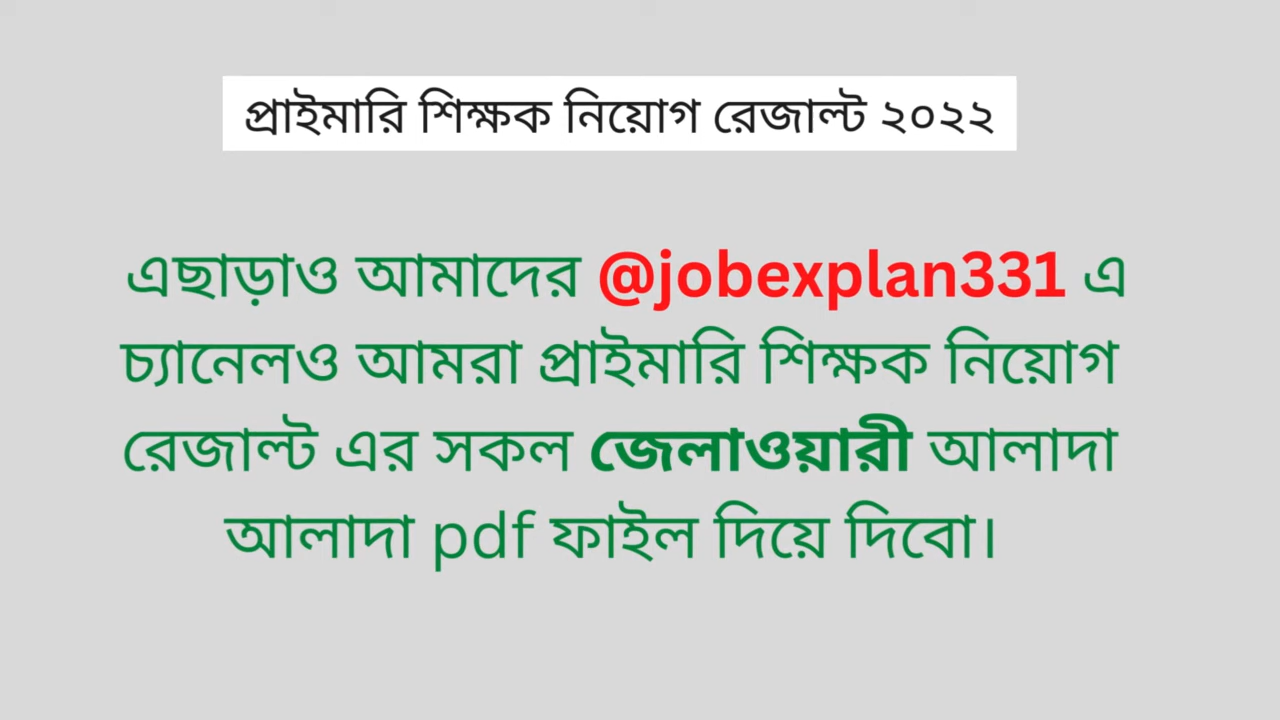 প্রাইমারি শিক্ষক নিয়োগ রেজাল্ট ২০২২
এছাড়াও আমাদের @jobexplan331 এ
চ্যানেলও আমরা প্রাইমারি শিক্ষক নিয়োগ
রেজাল্ট এর সকল জেলাওয়ারী আলাদা
আলাদা pdf ফাইল দিয়ে দিবো।